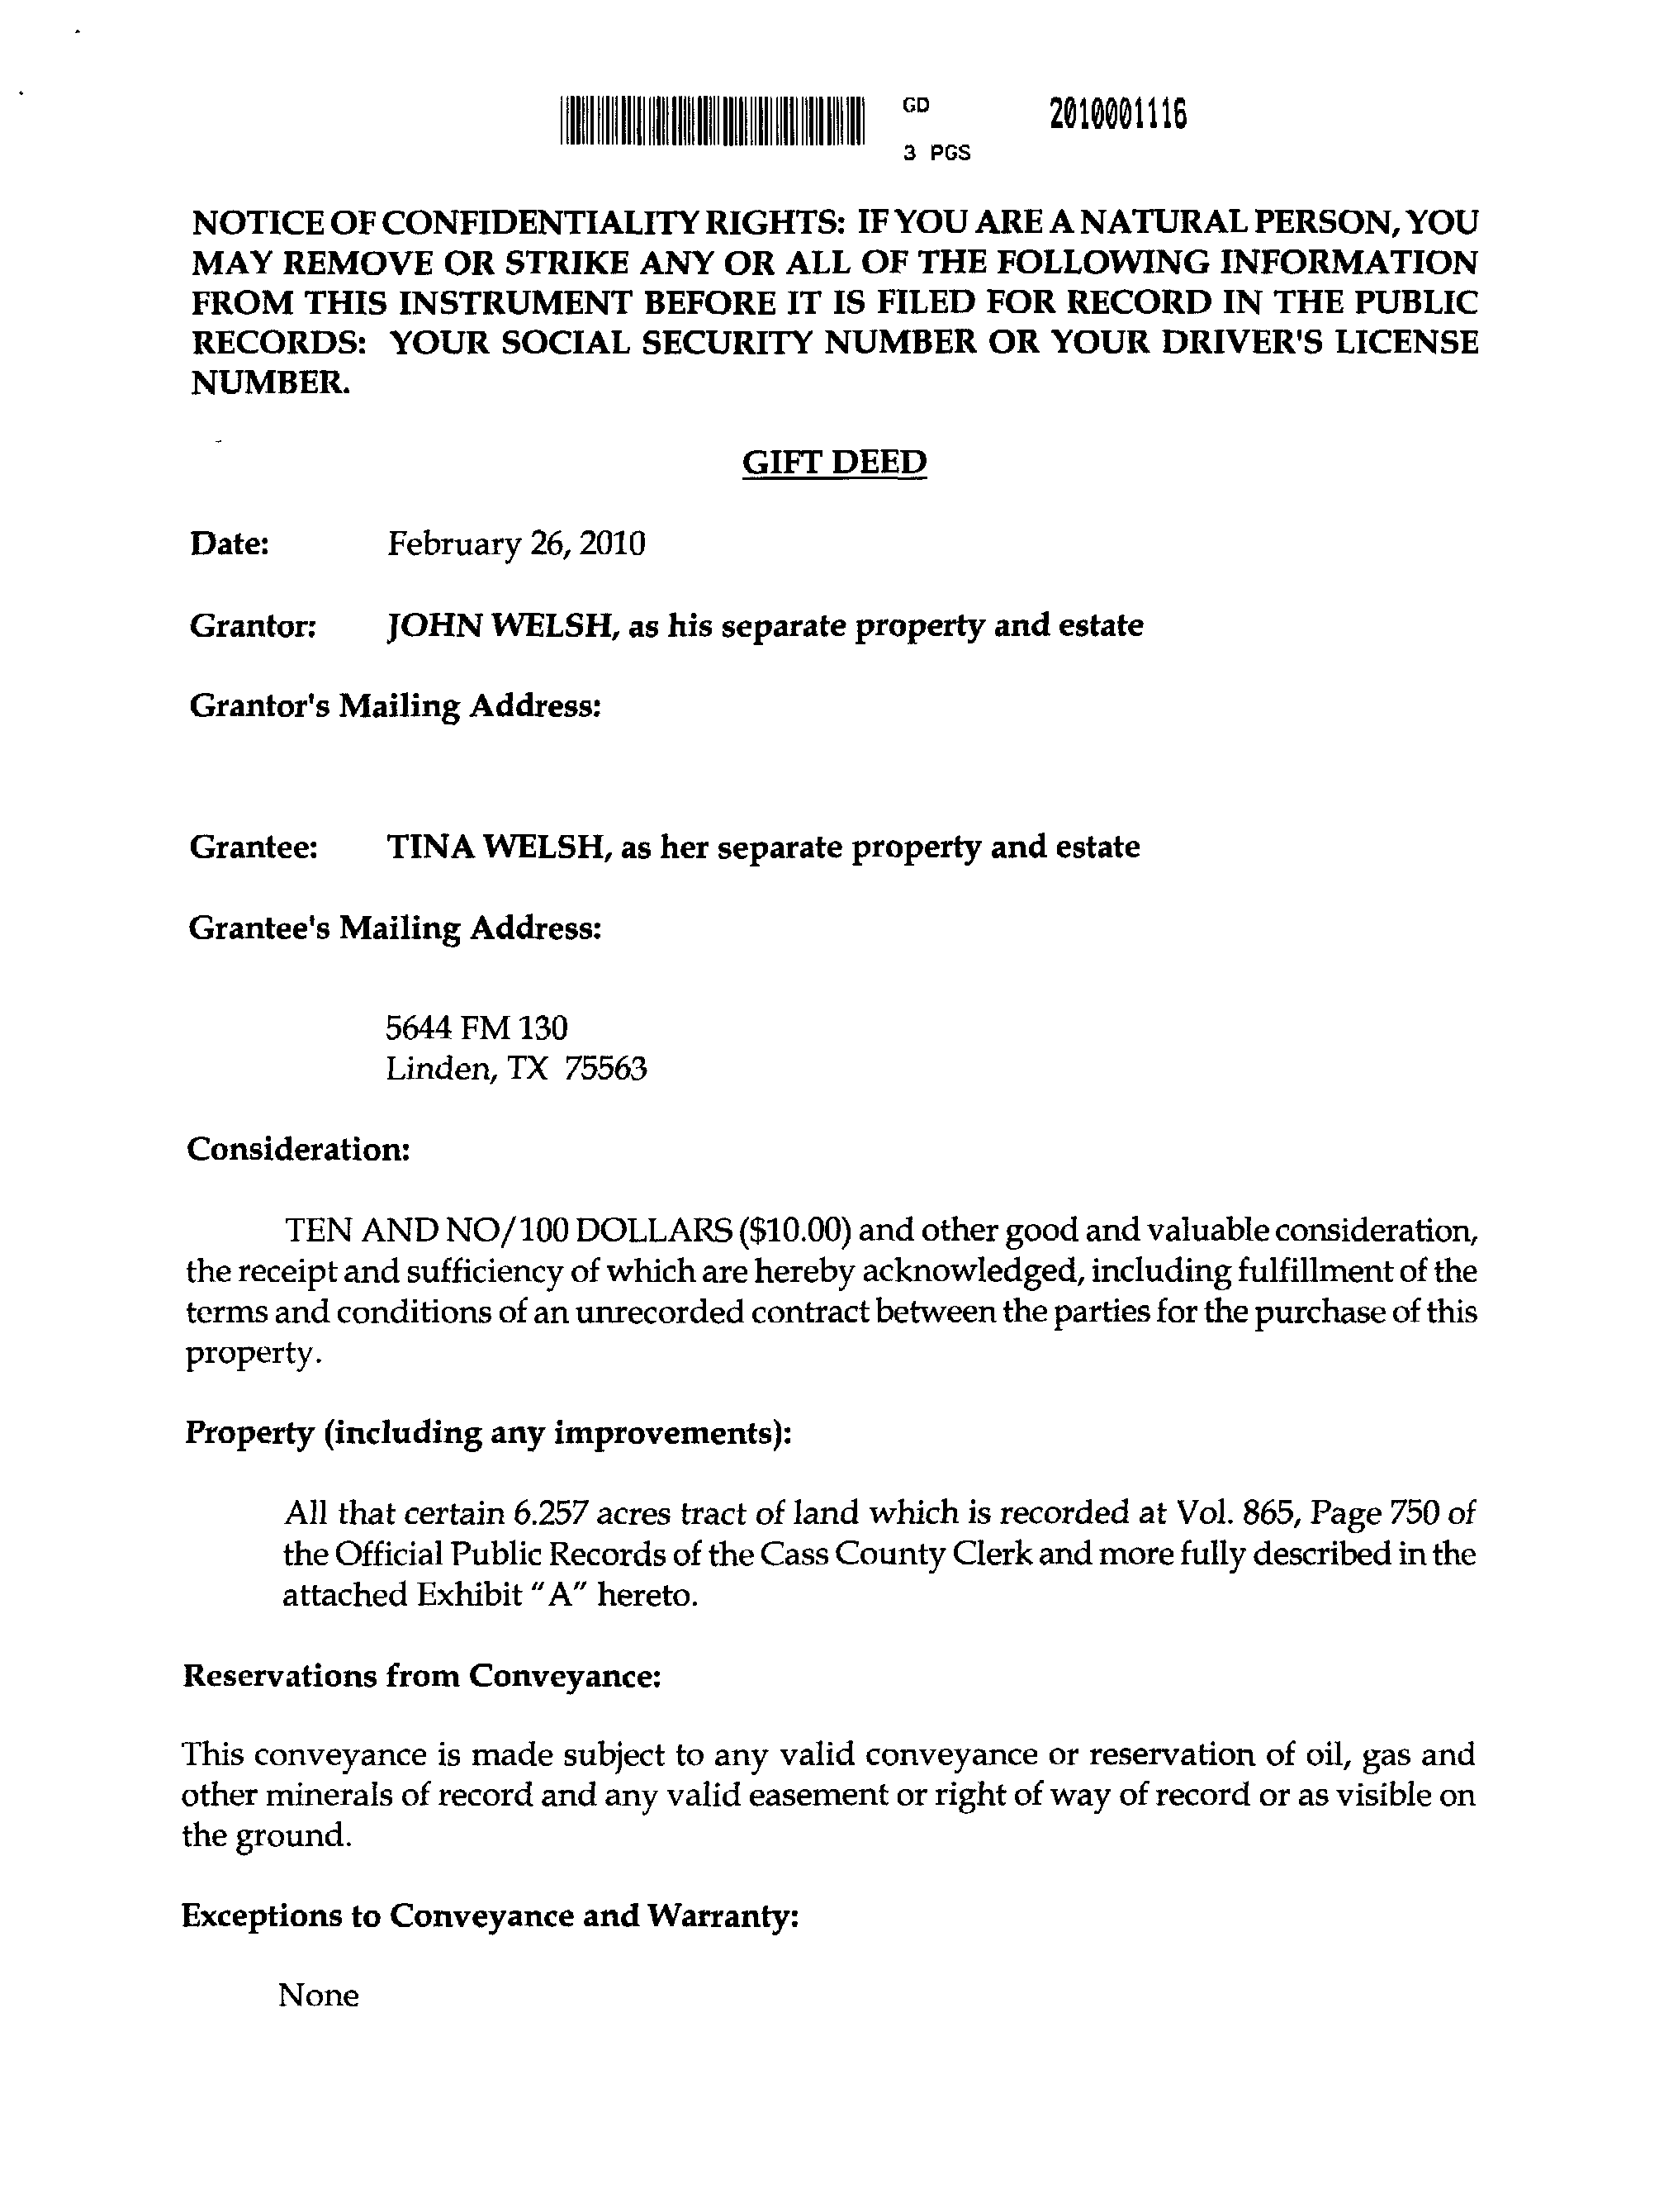 GD 2010001116
3 PGS
NOTICE OF CONFIDENTIALITY RIGHTS: IF YOU ARE A NATURAL PERSON, YOU
MAY REMOVE OR STRIKE ANY OR ALL OF THE FOLLOWING INFORMATION
FROM THIS INSTRUMENT BEFORE IT IS FILED FOR RECORD IN THE PUBLIC
RECORDS: YOUR SOCIAL SECURITY NUMBER OR YOUR DRIVER'S LICENSE
NUMBER.
GIFT DEED
Date: February 26, 2010
Grantor: JOHN WELSH, as his separate property and estate
Grantor's Mailing Address:
Grantee: TINA WELSH, as her separate property and estate
Grantee's Mailing Address:
5644 FM 130
Linden, TX 75563
Consideration:
TEN AND NO/100 DOLLARS ($10.00) and other good and valuable consideration,
the receipt and sufficiency of which are hereby acknowledged, including fulfillment of the
terms and conditions of an unrecorded contract between the parties for the purchase of this
property.
Property (including any improvements):
All that certain 6.257 acres tract of land which is recorded at Vol. 865, Page 750 of
the Official Public Records of the Cass County Clerk and more fully described in the
attached Exhibit "A" hereto.
Reservations from Conveyance:
This conveyance is made subject to any valid conveyance or reservation of oil, gas and
other minerals of record and any valid easement or right of way of record or as visible on
the ground.
Exceptions to Conveyance and Warranty:
None